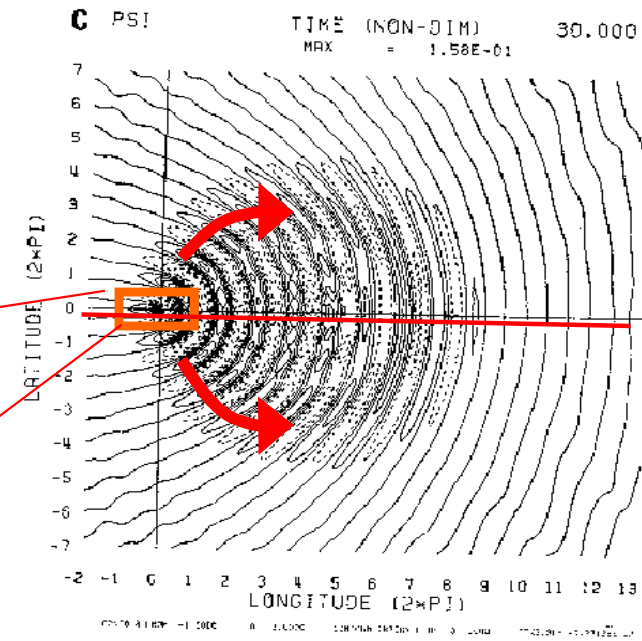 C PSI
TIME (NON-DIM) 30.000
MAX = 1.58E-01
7
6
5
4
3
2
1
0
-1
-2
-3
-4
-5
-6
-7
LATITUDE (2*PI)
-2 -1 0 1 2 3 4 5 6 7 8 9 10 11 12 13
LONGITUDE (2*PI)